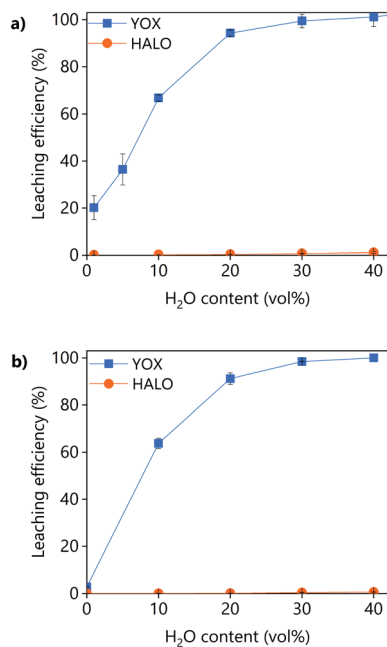 a)
YOX
HALO
100
80
60
40
20
0
Leaching efficiency (%)
0 10 20 30 40
H₂O content (vol%)
b)
YOX
HALO
100
80
60
40
20
0
Leaching efficiency (%)
0 10 20 30 40
H₂O content (vol%)